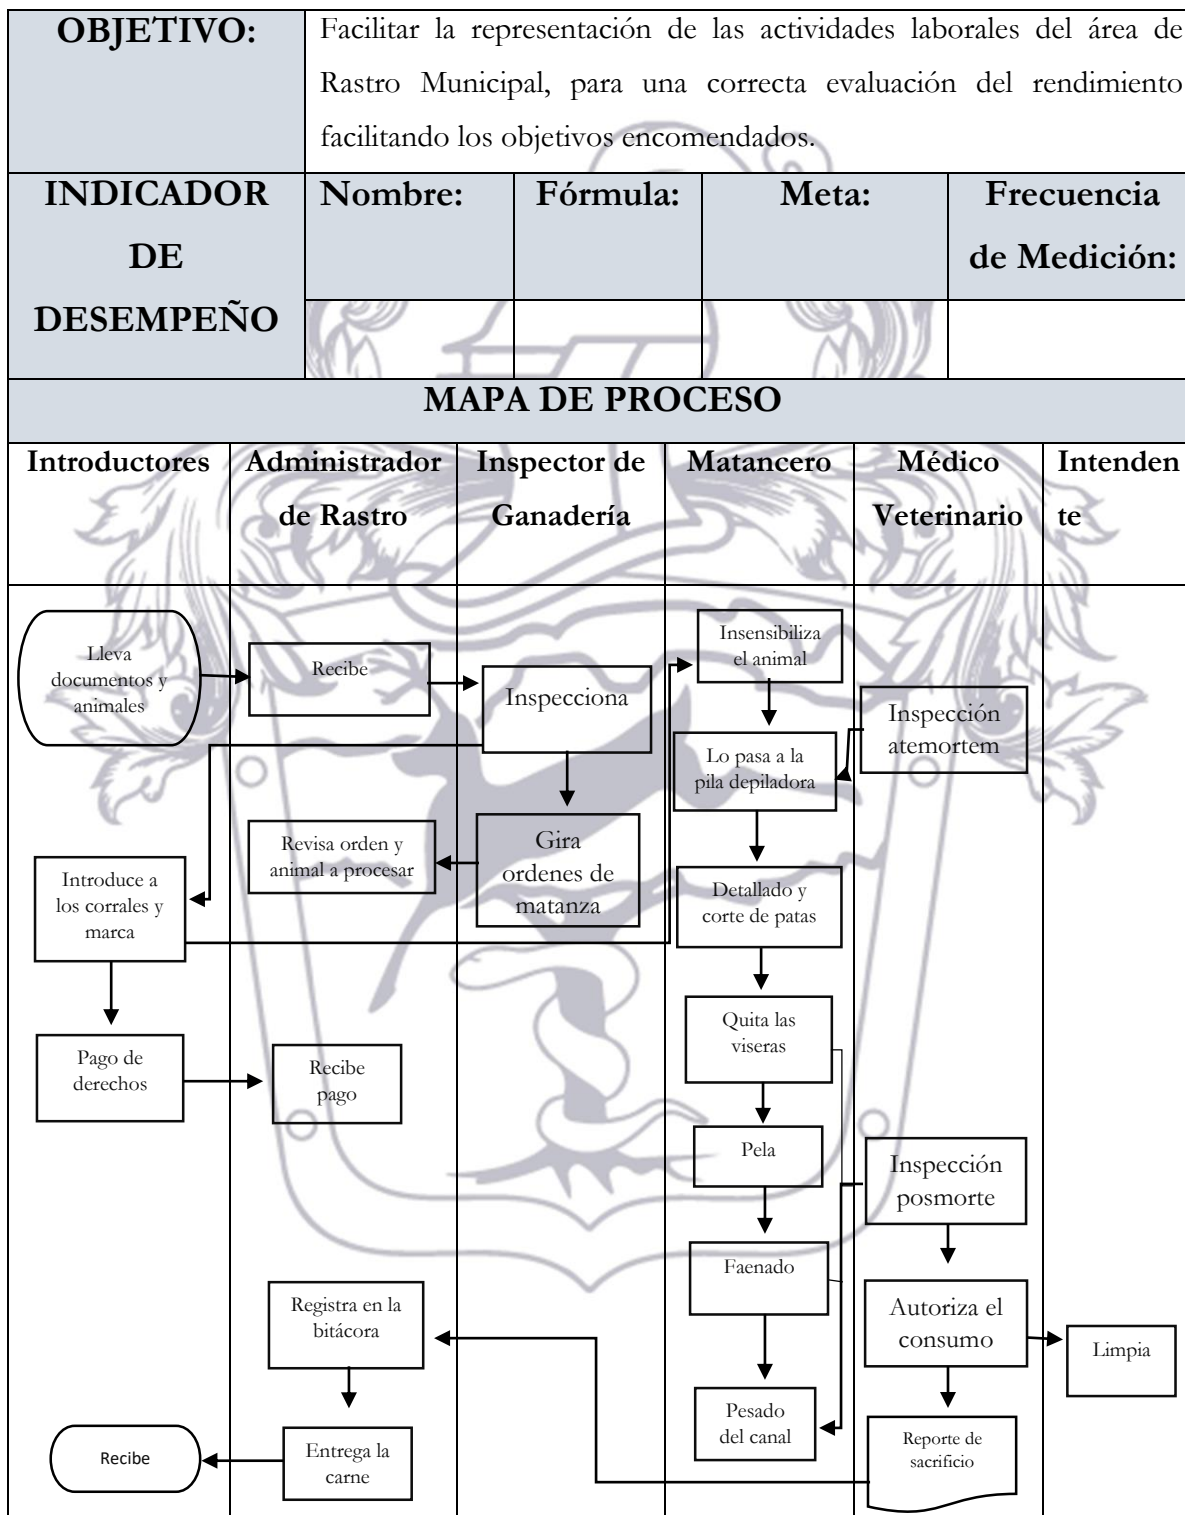 OBJETIVO:
Facilitar la representación de las actividades laborales del área de
Rastro Municipal, para una correcta evaluación del rendimiento
facilitando los objetivos encomendados.
INDICADOR
DE
DESEMPEÑO
Nombre:
Fórmula:
Meta:
Frecuencia
de Medición:
MAPA DE PROCESO
Introductores
Administrador
de Rastro
Inspector de
Ganadería
Matancero
Médico
Veterinario
Intenden
te
Lleva
documentos y
animales
Recibe
Inspecciona
Insensibiliza
el animal
Inspección
atemortem
Lo pasa a la
pila depiladora
Revisa orden y
animal a procesar
Gira
ordenes de
matanza
Introduce a
los corrales y
marca
Detallado y
corte de patas
Quita las
viseras
Pago de
derechos
Recibe
pago
Pela
Inspección
posmorte
Faenado
Registra en la
bitácora
Autoriza el
consumo
Limpia
Pesado
del canal
Reporte de
sacrificio
Entrega la
carne
Recibe